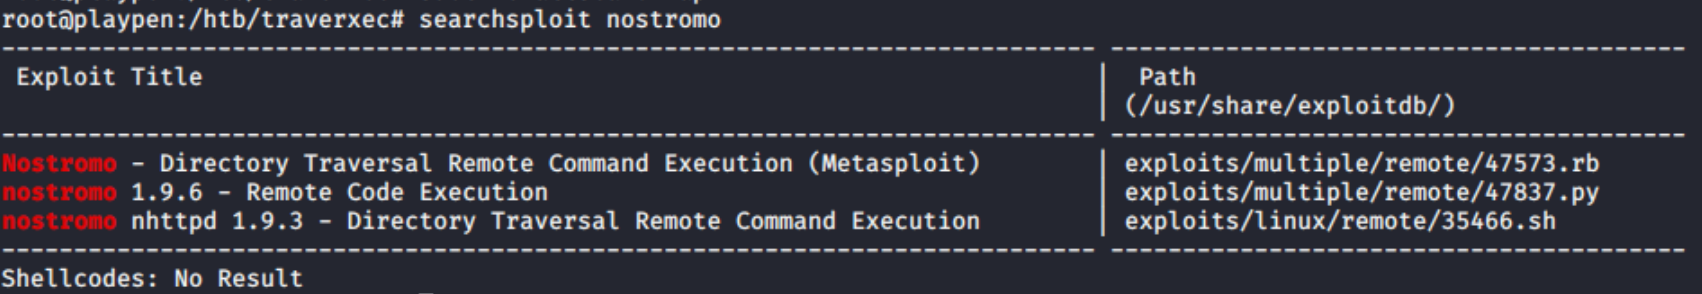 root@playpen:/htb/traverxec# searchsploit nostromo
---------------------------------------------------------------------------- ----------------------------------------
Exploit Title | Path
| (/usr/share/exploitdb/)
---------------------------------------------------------------------------- ----------------------------------------
Nostromo - Directory Traversal Remote Command Execution (Metasploit) | exploits/multiple/remote/47573.rb
nostromo 1.9.6 - Remote Code Execution | exploits/multiple/remote/47837.py
nostromo nhttpd 1.9.3 - Directory Traversal Remote Command Execution | exploits/linux/remote/35466.sh
---------------------------------------------------------------------------- ----------------------------------------
Shellcodes: No Result